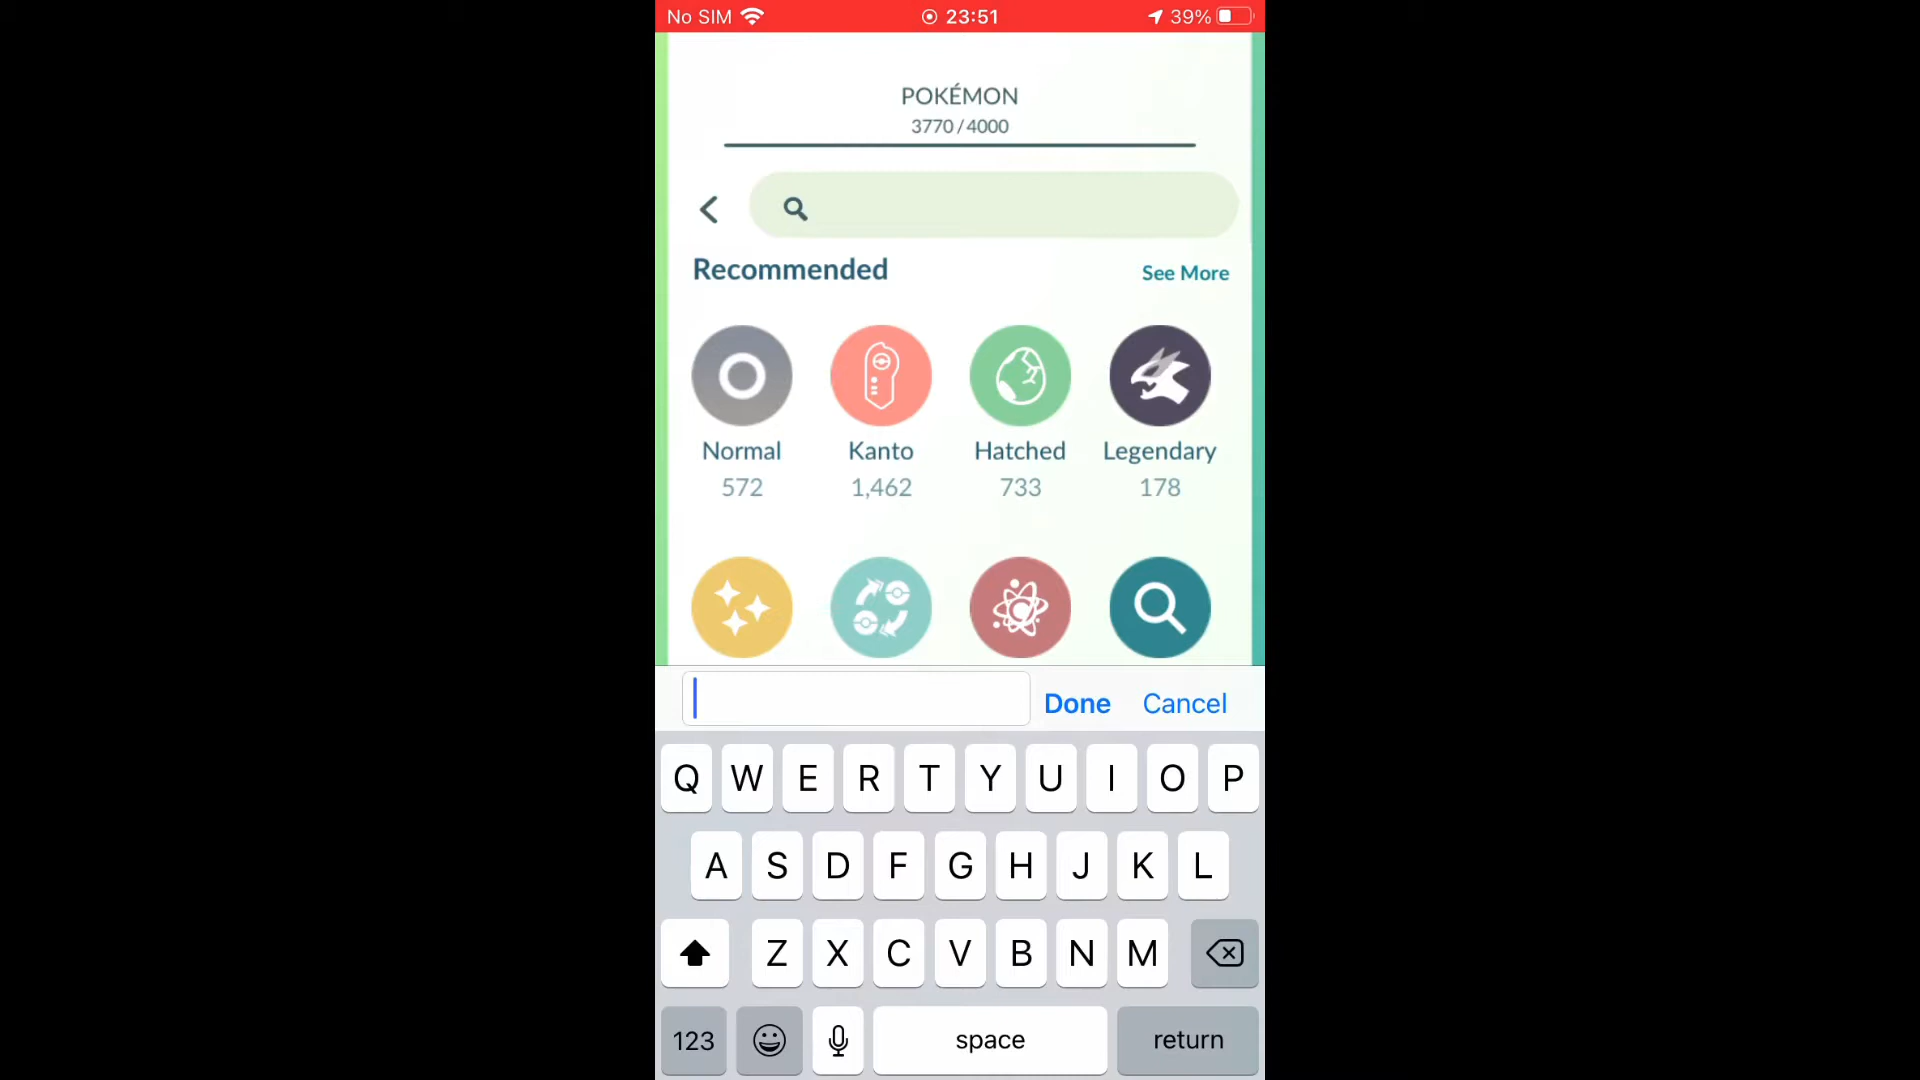 No SIM 23:51 39%
POKÉMON
3770/4000
Recommended See More
Normal Kanto Hatched Legendary
572 1,462 733 178
Done Cancel
Q W E R T Y U I O P
A S D F G H J K L
Z X C V B N M
123 space return